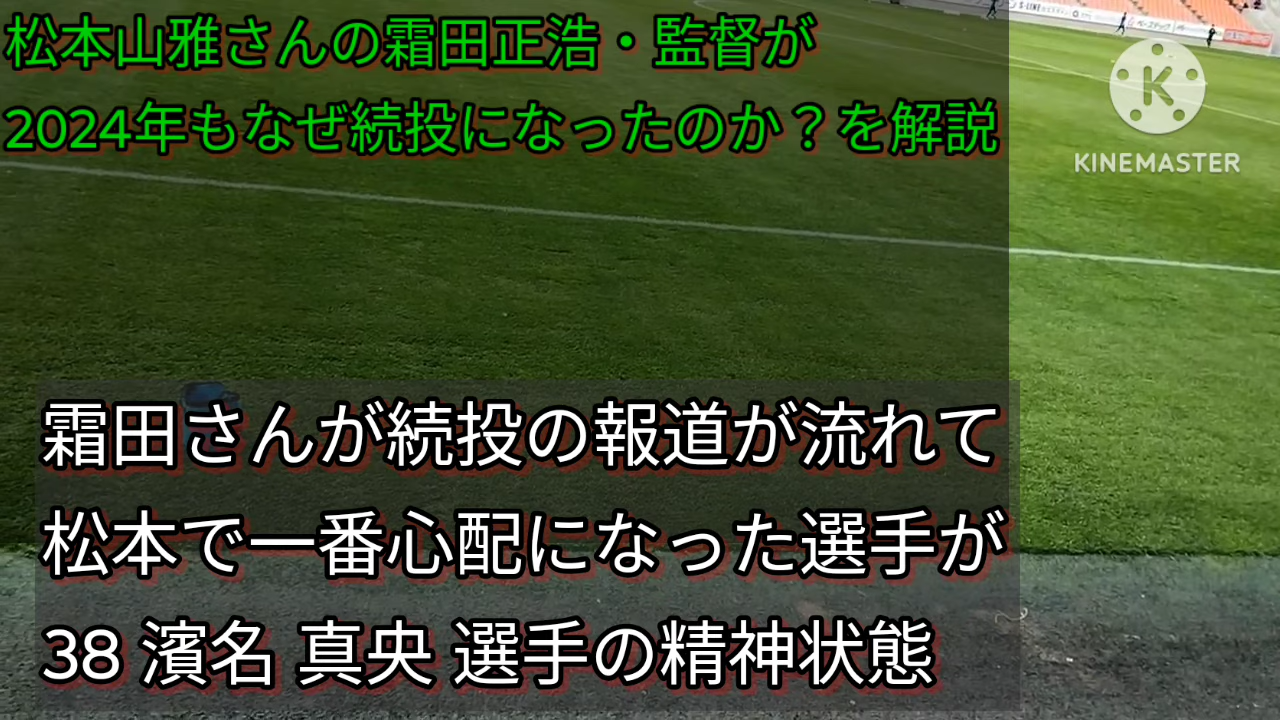 松本山雅さんの霜田正浩・監督が
2024年もなぜ続投になったのか？を解説
K
KINEMASTER
霜田さんが続投の報道が流れて
松本で一番心配になった選手が
38 濱名 真央 選手の精神状態